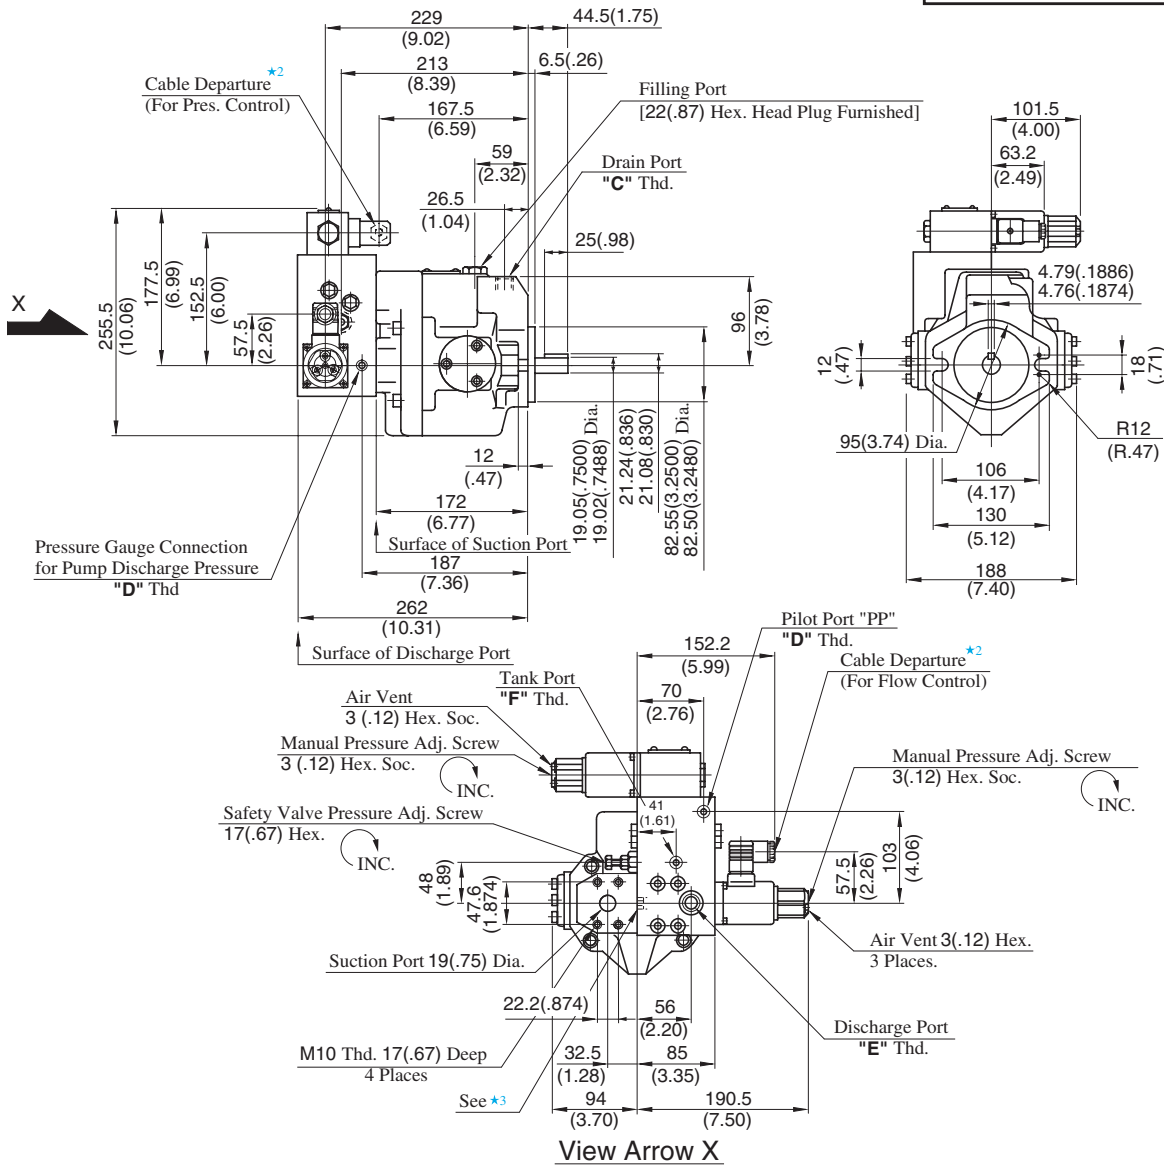 229
(9.02)
44.5(1.75)
6.5(.26)
213
(8.39)
Cable Departure★2
(For Pres. Control)
167.5
(6.59)
Filling Port
[22(.87) Hex. Head Plug Furnished]
59
(2.32)
Drain Port
"C" Thd.
26.5
(1.04)
25(.98)
101.5
(4.00)
63.2
(2.49)
X
255.5
(10.06)
177.5
(6.99)
152.5
(6.00)
57.5
(2.26)
96
(3.78)
4.79(.1886)
4.76(.1874)
12
(.47)
18
(.71)
R12
(R.47)
95(3.74) Dia.
106
(4.17)
130
(5.12)
188
(7.40)
12
(.47)
19.05(.7500) Dia.
19.02(.7488)
21.24(.836)
21.08(.830)
82.55(3.2500) Dia.
82.50(3.2480)
172
(6.77)
Surface of Suction Port
Pressure Gauge Connection
for Pump Discharge Pressure
"D" Thd
187
(7.36)
262
(10.31)
Surface of Discharge Port
Pilot Port "PP"
"D" Thd.
152.2
(5.99)
Cable Departure★2
(For Flow Control)
Tank Port
"F" Thd.
70
(2.76)
Air Vent
3 (.12) Hex. Soc.
Manual Pressure Adj. Screw
3 (.12) Hex. Soc.
INC.
Manual Pressure Adj. Screw
3(.12) Hex. Soc.
INC.
Safety Valve Pressure Adj. Screw
17(.67) Hex.
INC.
41
(1.61)
48
(1.89)
47.6
(1.874)
57.5
(2.26)
103
(4.06)
Suction Port 19(.75) Dia.
Air Vent 3(.12) Hex.
3 Places.
22.2(.874)
56
(2.20)
Discharge Port
"E" Thd.
M10 Thd. 17(.67) Deep
4 Places
32.5
(1.28)
85
(3.35)
See ★3
94
(3.70)
190.5
(7.50)
View Arrow X